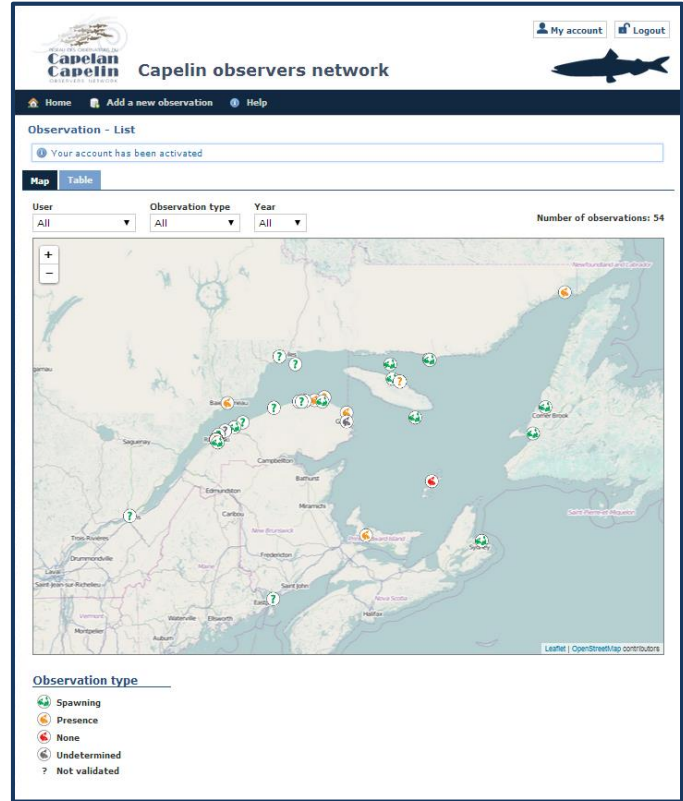 My account
Logout
RÉSEAU DES OBSERVATEURS DU
Capelan
Capelin
OBSERVERS NETWORK
Capelin observers network
Home
Add a new observation
Help
Observation - List
Your account has been activated
Map
Table
User
Observation type
Year
All
All
All
Number of observations: 54
+
−
Newfoundland and Labrador
Corner Brook
Saguenay
Campbellton
Bathurst
Edmundston
Miramichi
Caribou
Saint-Pierre-et-Miquelon
Trois-Rivières
New Brunswick
Sydney
Drummondville
Fredericton
Maine
Laval
Saint-Jean-sur-Richelieu
Saint John
Nova Scotia
Vermont
Waterville
Ellsworth
Halifax
Montpelier
Auburn
Leaflet | OpenStreetMap contributors
Observation type
Spawning
Presence
None
Undetermined
? Not validated